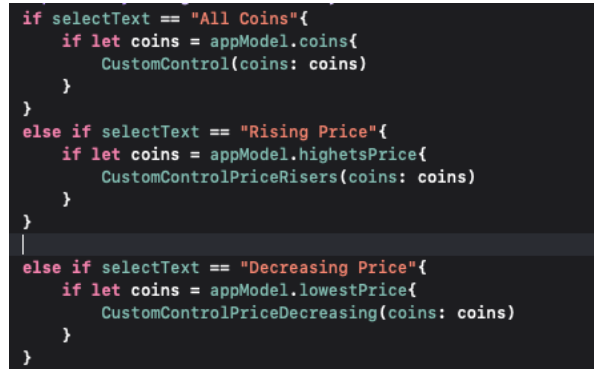 if selectText == "All Coins"{
    if let coins = appModel.coins{
        CustomControl(coins: coins)
    }
}
else if selectText == "Rising Price"{
    if let coins = appModel.highetsPrice{
        CustomControlPriceRisers(coins: coins)
    }
}

else if selectText == "Decreasing Price"{
    if let coins = appModel.lowestPrice{
        CustomControlPriceDecreasing(coins: coins)
    }
}